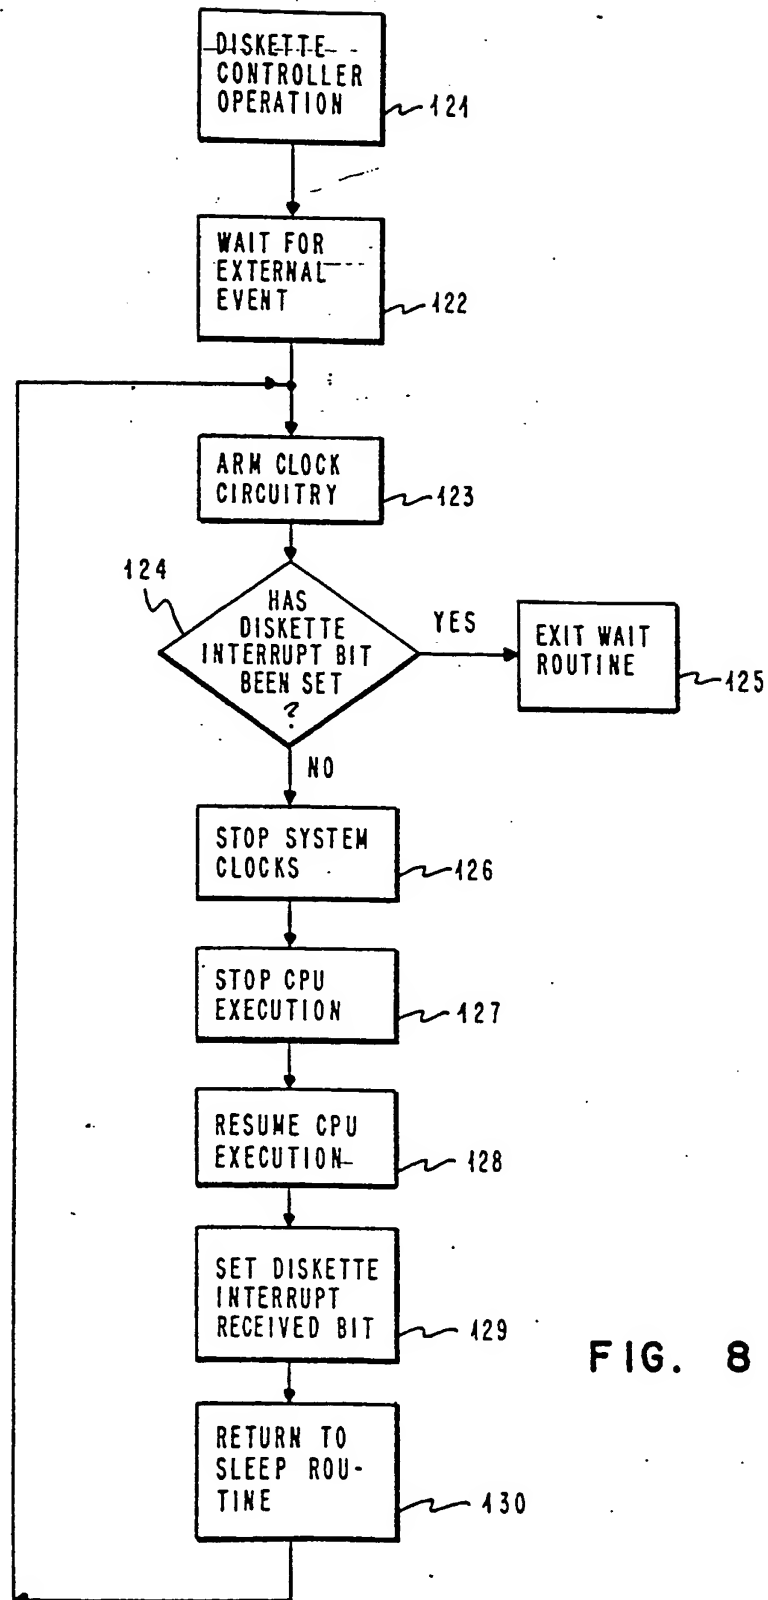 DISKETTE
CONTROLLER
OPERATION
121
WAIT FOR
EXTERNAL
EVENT
122
ARM CLOCK
CIRCUITRY
123
124
HAS
DISKETTE
INTERRUPT BIT
BEEN SET
?
YES
EXIT WAIT
ROUTINE
125
NO
STOP SYSTEM
CLOCKS
126
STOP CPU
EXECUTION
127
RESUME CPU
EXECUTION
128
SET DISKETTE
INTERRUPT
RECEIVED BIT
129
FIG. 8
RETURN TO
SLEEP ROU-
TINE
130